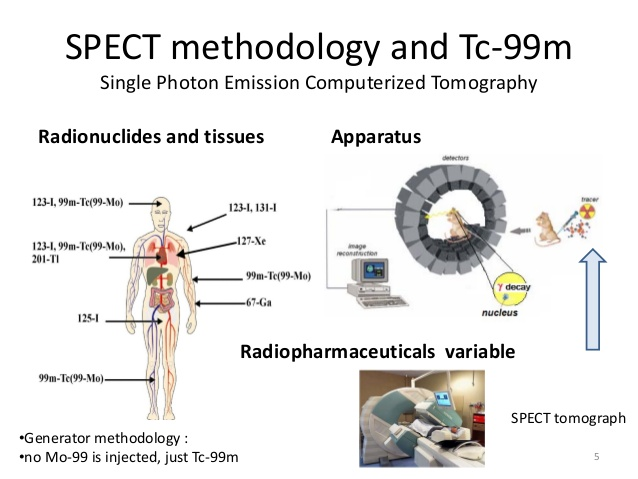 SPECT methodology and Tc-99m
Single Photon Emission Computerized Tomography
Radionuclides and tissues
Apparatus
detectors
123-I, 99m-Tc(99-Mo)
123-I, 131-I
tracer
127-Xe
123-I, 99m-Tc(99-Mo),
201-Tl
image
reconstruction
99m-Tc(99-Mo)
γ decay
67-Ga
nucleus
125-I
Radiopharmaceuticals variable
99m-Tc(99-Mo)
SPECT tomograph
•Generator methodology :
•no Mo-99 is injected, just Tc-99m
5